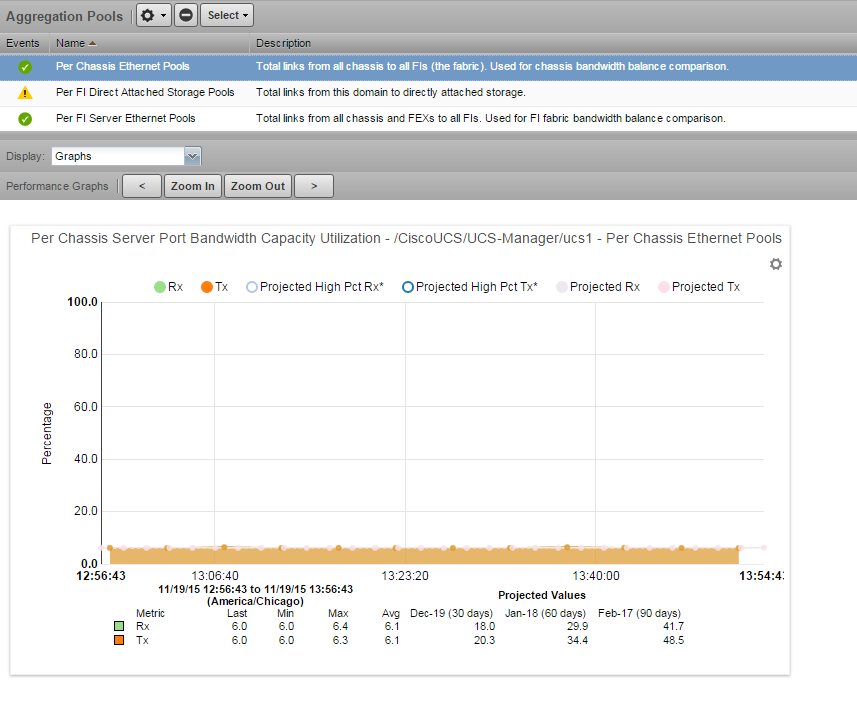 Aggregation Pools Select
Events Name Description
Per Chassis Ethernet Pools Total links from all chassis to all FIs (the fabric). Used for chassis bandwidth balance comparison.
Per FI Direct Attached Storage Pools Total links from this domain to directly attached storage.
Per FI Server Ethernet Pools Total links from all chassis and FEXs to all FIs. Used for FI fabric bandwidth balance comparison.
Display: Graphs
Performance Graphs < Zoom In Zoom Out >
Per Chassis Server Port Bandwidth Capacity Utilization - /CiscoUCS/UCS-Manager/ucs1 - Per Chassis Ethernet Pools
Rx Tx Projected High Pct Rx* Projected High Pct Tx* Projected Rx Projected Tx
100.0
80.0
60.0
40.0
20.0
0.0
Percentage
12:56:43 13:06:40 13:23:20 13:40:00 13:54:4
11/19/15 12:56:43 to 11/19/15 13:56:43
(America/Chicago)
Projected Values
Metric Last Min Max Avg Dec-19 (30 days) Jan-18 (60 days) Feb-17 (90 days)
Rx 6.0 6.0 6.4 6.1 18.0 29.9 41.7
Tx 6.0 6.0 6.3 6.1 20.3 34.4 48.5